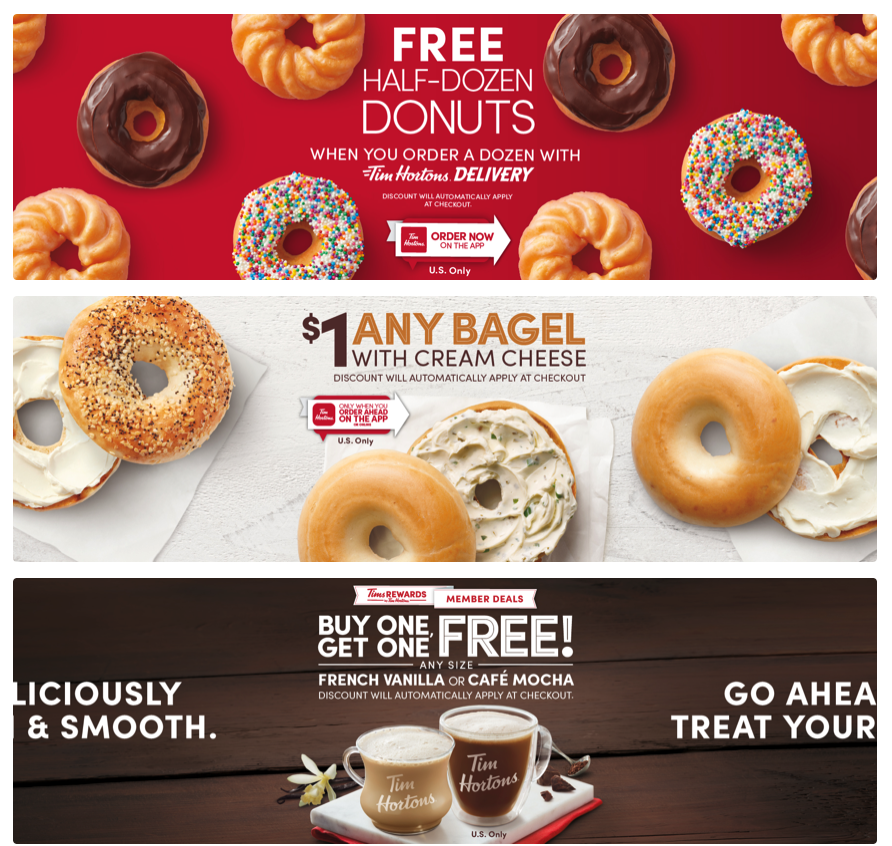 FREE
HALF-DOZEN
DONUTS
WHEN YOU ORDER A DOZEN WITH
Tim Hortons. DELIVERY
DISCOUNT WILL AUTOMATICALLY APPLY
AT CHECKOUT.
Tim
Hortons.
ORDER NOW
ON THE APP
U.S. Only
$1 ANY BAGEL
WITH CREAM CHEESE
DISCOUNT WILL AUTOMATICALLY APPLY AT CHECKOUT
Tim
Hortons.
ONLY WHEN YOU
ORDER AHEAD
ON THE APP
OR ONLINE
U.S. Only
TimsREWARDS
MEMBER DEALS
BUY ONE,
GET ONE
FREE!
ANY SIZE
FRENCH VANILLA OR CAFÉ MOCHA
DISCOUNT WILL AUTOMATICALLY APPLY AT CHECKOUT.
LICIOUSLY
& SMOOTH.
GO AHEA
TREAT YOUR
Tim
Hortons
Tim
Hortons
U.S. Only